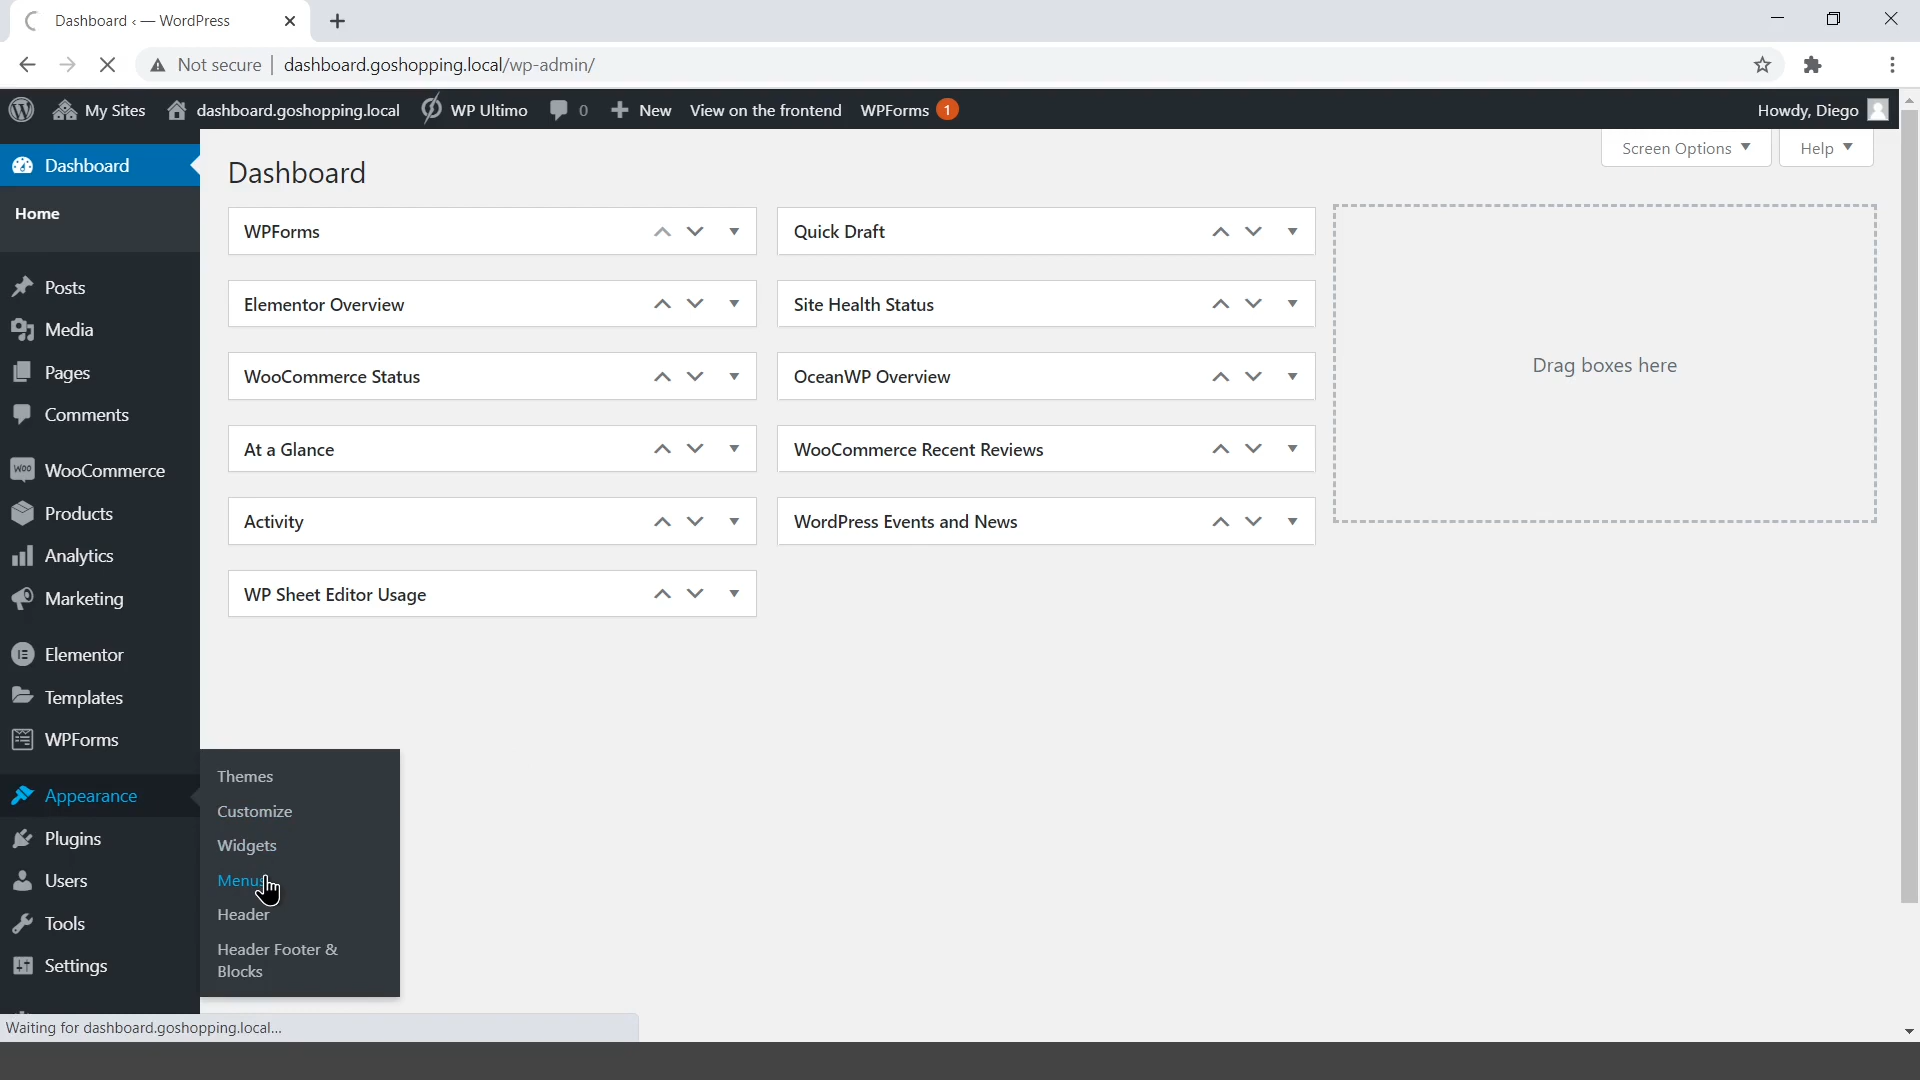 Dashboard ‹ — WordPress
Not secure | dashboard.goshopping.local/wp-admin/
My Sites dashboard.goshopping.local WP Ultimo 0 New View on the frontend WPForms 1 Howdy, Diego
Dashboard
Home
Posts
Media
Pages
Comments
Woo WooCommerce
Products
Analytics
Marketing
Elementor
Templates
WPForms
Appearance
Plugins
Users
Tools
Settings
Themes
Customize
Widgets
Menus
Header
Header Footer &
Blocks
Screen Options Help
Dashboard
WPForms
Elementor Overview
WooCommerce Status
At a Glance
Activity
WP Sheet Editor Usage
Quick Draft
Site Health Status
OceanWP Overview
WooCommerce Recent Reviews
WordPress Events and News
Drag boxes here
Waiting for dashboard.goshopping.local...